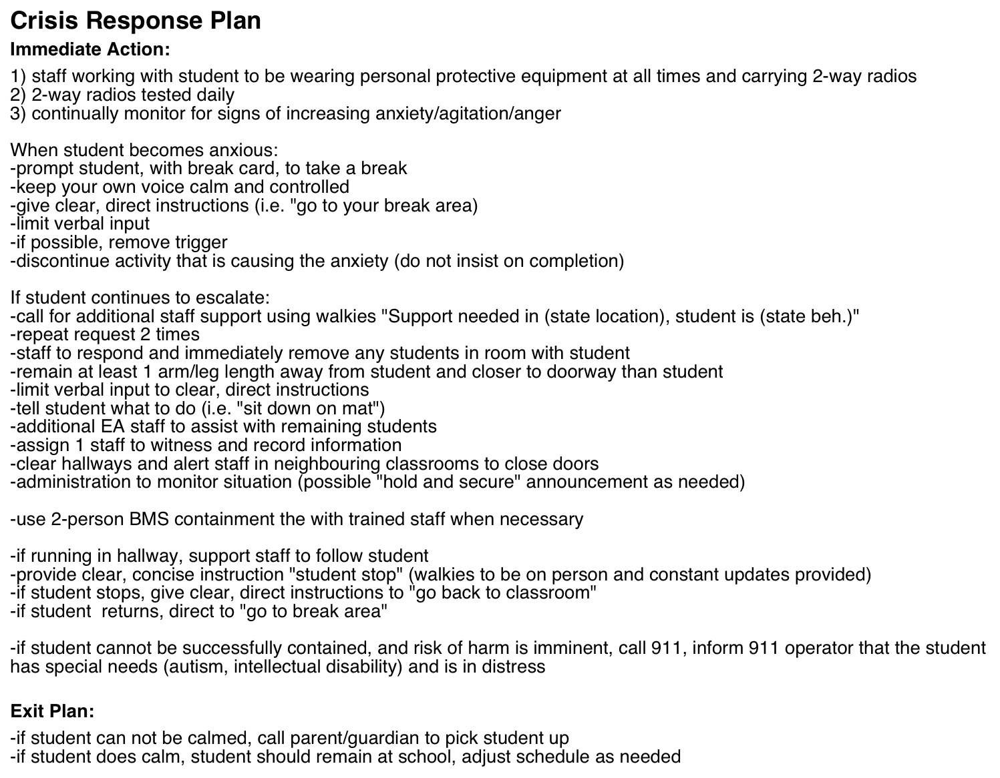 Crisis Response Plan
Immediate Action:
1) staff working with student to be wearing personal protective equipment at all times and carrying 2-way radios
2) 2-way radios tested daily
3) continually monitor for signs of increasing anxiety/agitation/anger
When student becomes anxious:
-prompt student, with break card, to take a break
-keep your own voice calm and controlled
-give clear, direct instructions (i.e. "go to your break area)
-limit verbal input
-if possible, remove trigger
-discontinue activity that is causing the anxiety (do not insist on completion)
If student continues to escalate:
-call for additional staff support using walkies "Support needed in (state location), student is (state beh.)"
-repeat request 2 times
-staff to respond and immediately remove any students in room with student
-remain at least 1 arm/leg length away from student and closer to doorway than student
-limit verbal input to clear, direct instructions
-tell student what to do (i.e. "sit down on mat")
-additional EA staff to assist with remaining students
-assign 1 staff to witness and record information
-clear hallways and alert staff in neighbouring classrooms to close doors
-administration to monitor situation (possible "hold and secure" announcement as needed)
-use 2-person BMS containment the with trained staff when necessary
-if running in hallway, support staff to follow student
-provide clear, concise instruction "student stop" (walkies to be on person and constant updates provided)
-if student stops, give clear, direct instructions to "go back to classroom"
-if student  returns, direct to "go to break area"
-if student cannot be successfully contained, and risk of harm is imminent, call 911, inform 911 operator that the student
has special needs (autism, intellectual disability) and is in distress
Exit Plan:
-if student can not be calmed, call parent/guardian to pick student up
-if student does calm, student should remain at school, adjust schedule as needed